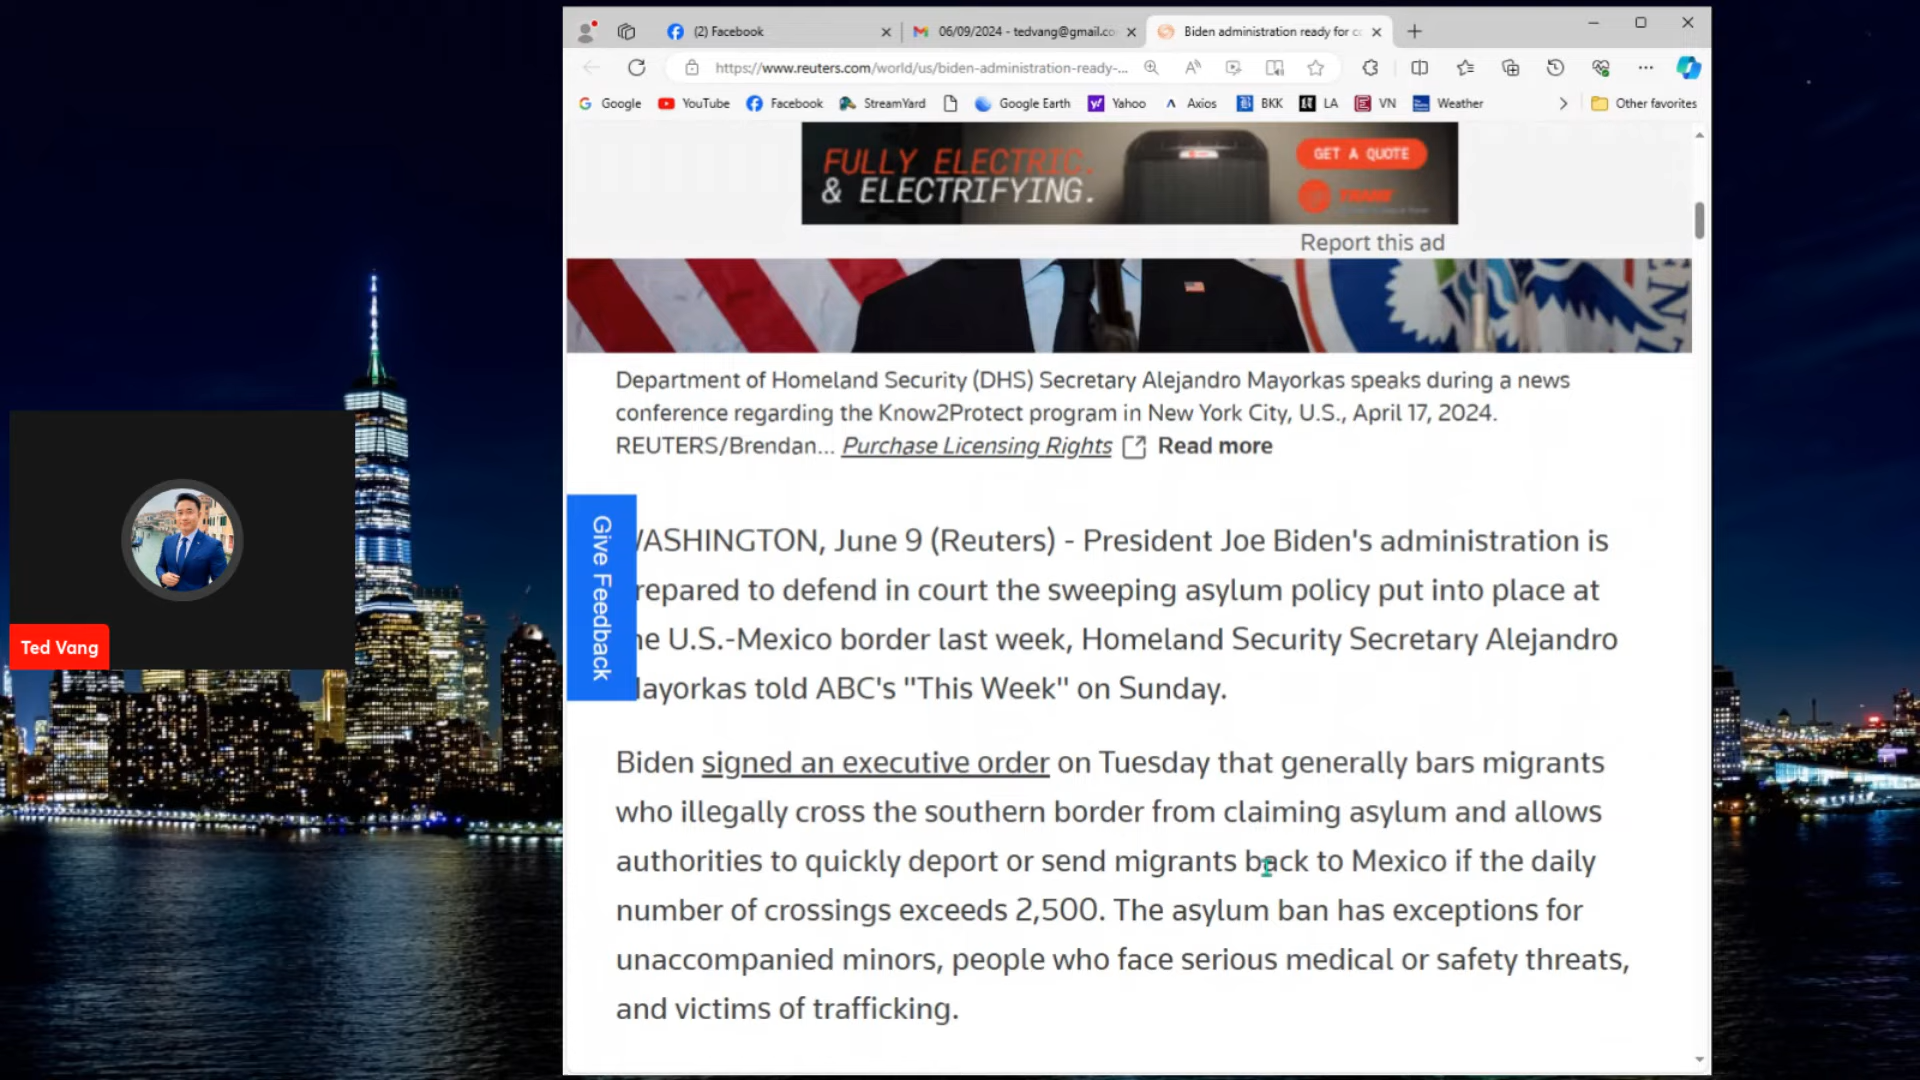 (2) Facebook
06/09/2024 - tedvang@gmail.co
Biden administration ready for cc
https://www.reuters.com/world/us/biden-administration-ready-...
Google
YouTube
Facebook
StreamYard
Google Earth
Yahoo
Axios
BKK
LA
VN
Weather
Other favorites
FULLY ELECTRIC.
& ELECTRIFYING.
GET A QUOTE
TRANE
Report this ad
Department of Homeland Security (DHS) Secretary Alejandro Mayorkas speaks during a news
conference regarding the Know2Protect program in New York City, U.S., April 17, 2024.
REUTERS/Brendan... Purchase Licensing Rights Read more
Give Feedback
WASHINGTON, June 9 (Reuters) - President Joe Biden's administration is
repared to defend in court the sweeping asylum policy put into place at
he U.S.-Mexico border last week, Homeland Security Secretary Alejandro
ayorkas told ABC's "This Week" on Sunday.
Biden signed an executive order on Tuesday that generally bars migrants
who illegally cross the southern border from claiming asylum and allows
authorities to quickly deport or send migrants back to Mexico if the daily
number of crossings exceeds 2,500. The asylum ban has exceptions for
unaccompanied minors, people who face serious medical or safety threats,
and victims of trafficking.
Ted Vang